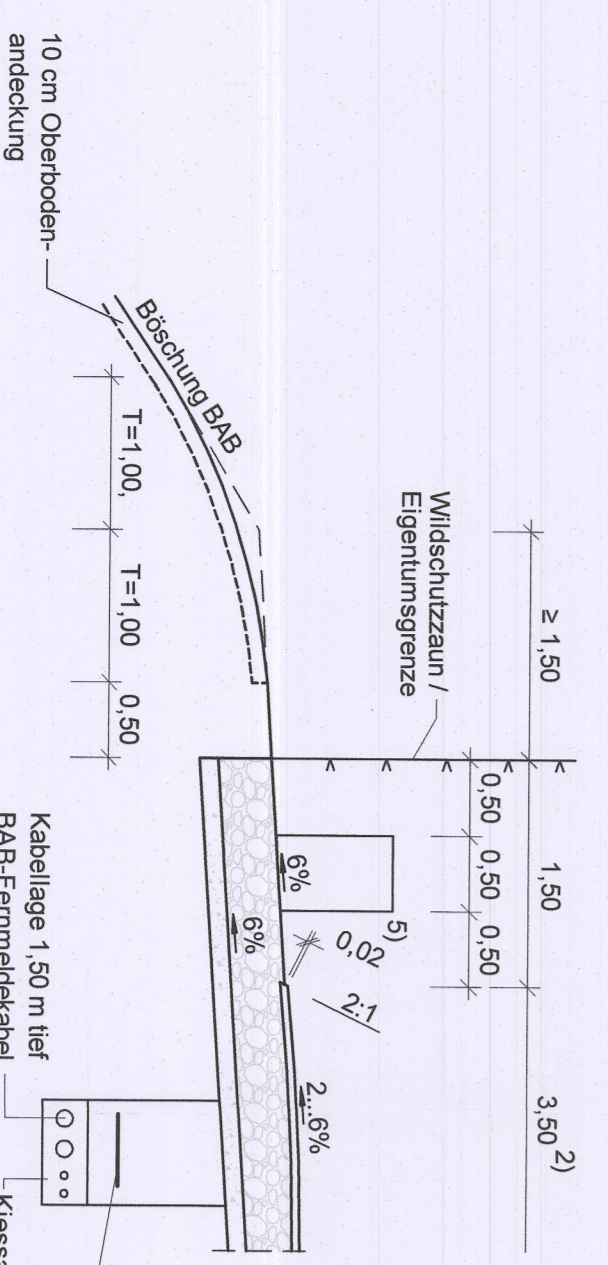 ≥ 1,50
1,50
3,50 2)
Wildschutzzaun /
Eigentumsgrenze
0,50
0,50
0,50
5)
0,02
2:1
6%
6%
2...6%
Böschung BAB
T=1,00,
T=1,00
0,50
10 cm Oberboden-
andeckung
Kabellage 1,50 m tief
BAB-Fernmeldekabel